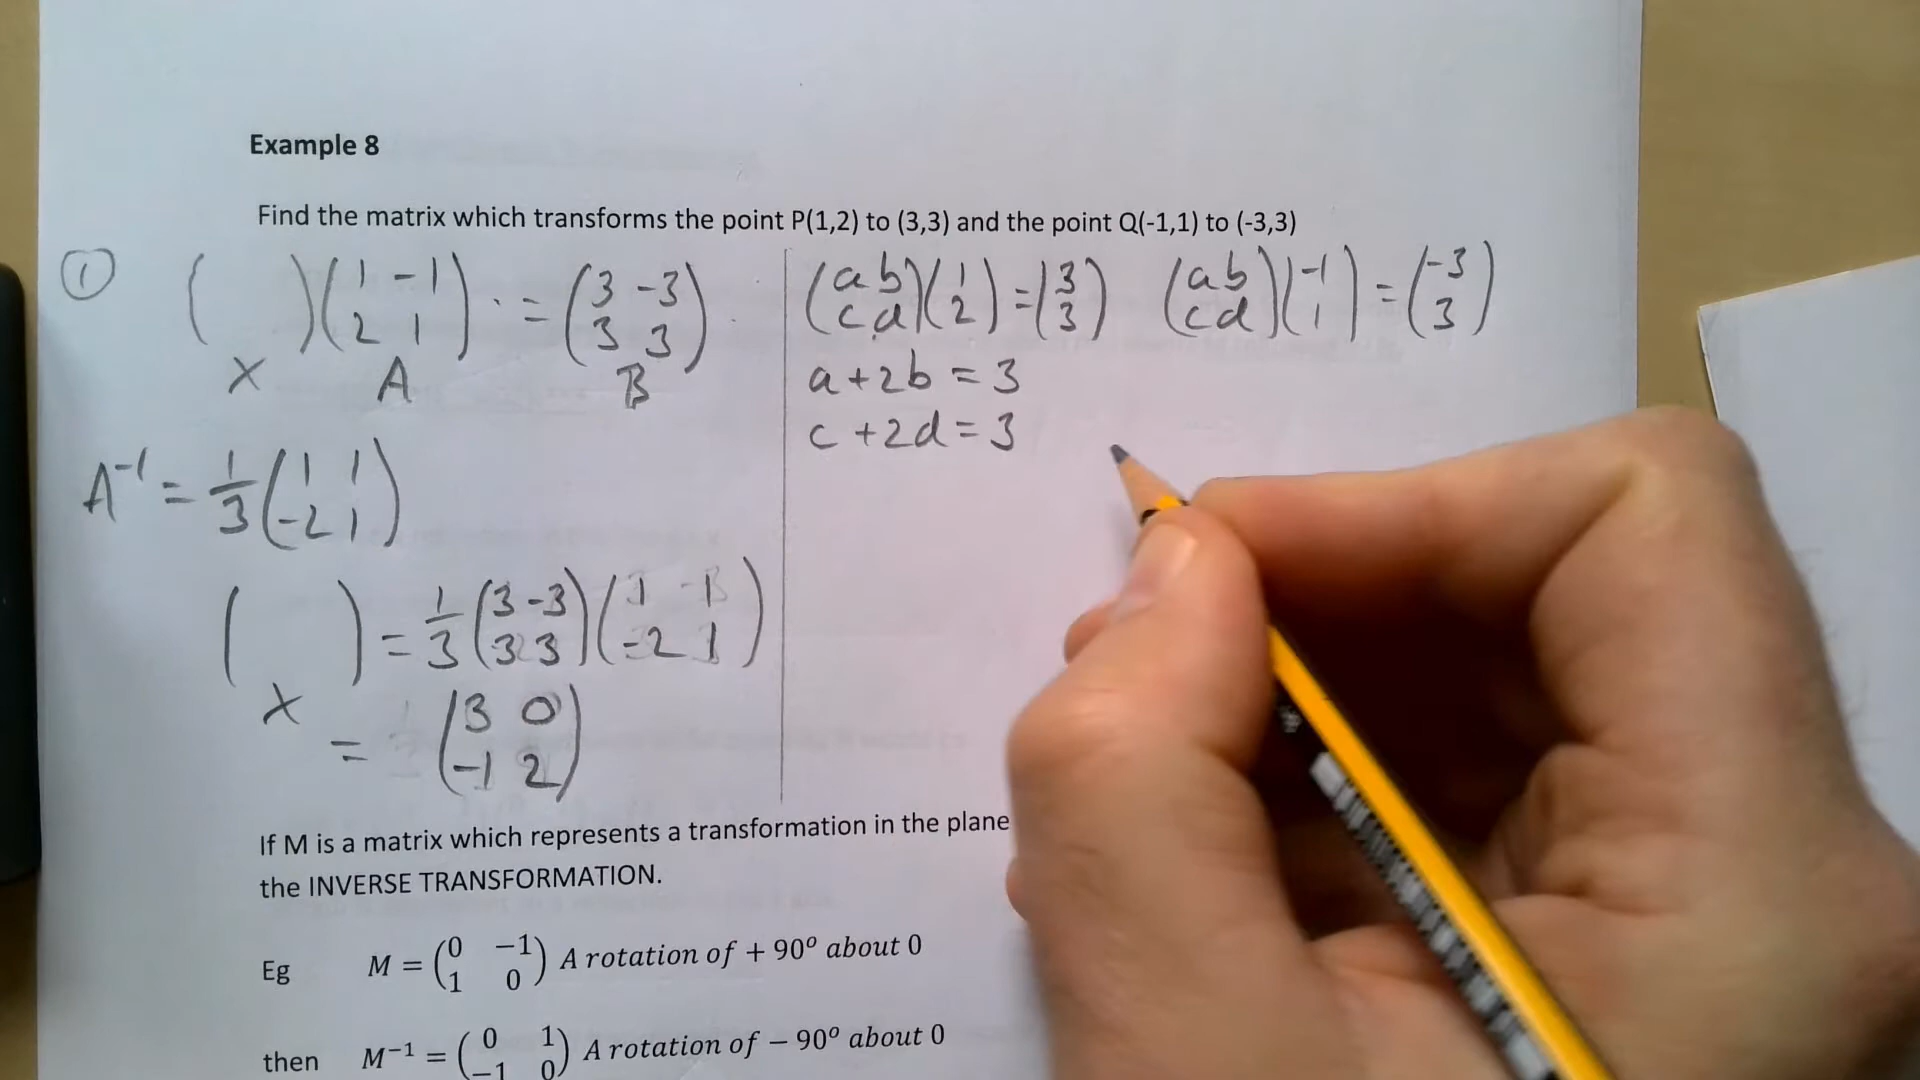 Example 8
Find the matrix which transforms the point P(1,2) to (3,3) and the point Q(-1,1) to (-3,3)
① ( ) (1 -1; 2 1) = (3 -3; 3 3)
X A B
A⁻¹ = 1/3 (1 1; -2 1)
( ) = 1/3 (3 -3; 3 3) (1 1; -2 1)
X
= (3 0; -1 2)
(a b; c d) (1; 2) = (3; 3) (a b; c d) (-1; 1) = (-3; 3)
a + 2b = 3
c + 2d = 3
If M is a matrix which represents a transformation in the plane
the INVERSE TRANSFORMATION.
Eg M = (0 −1; 1 0) A rotation of + 90° about 0
then M⁻¹ = (0 1; −1 0) A rotation of − 90° about 0